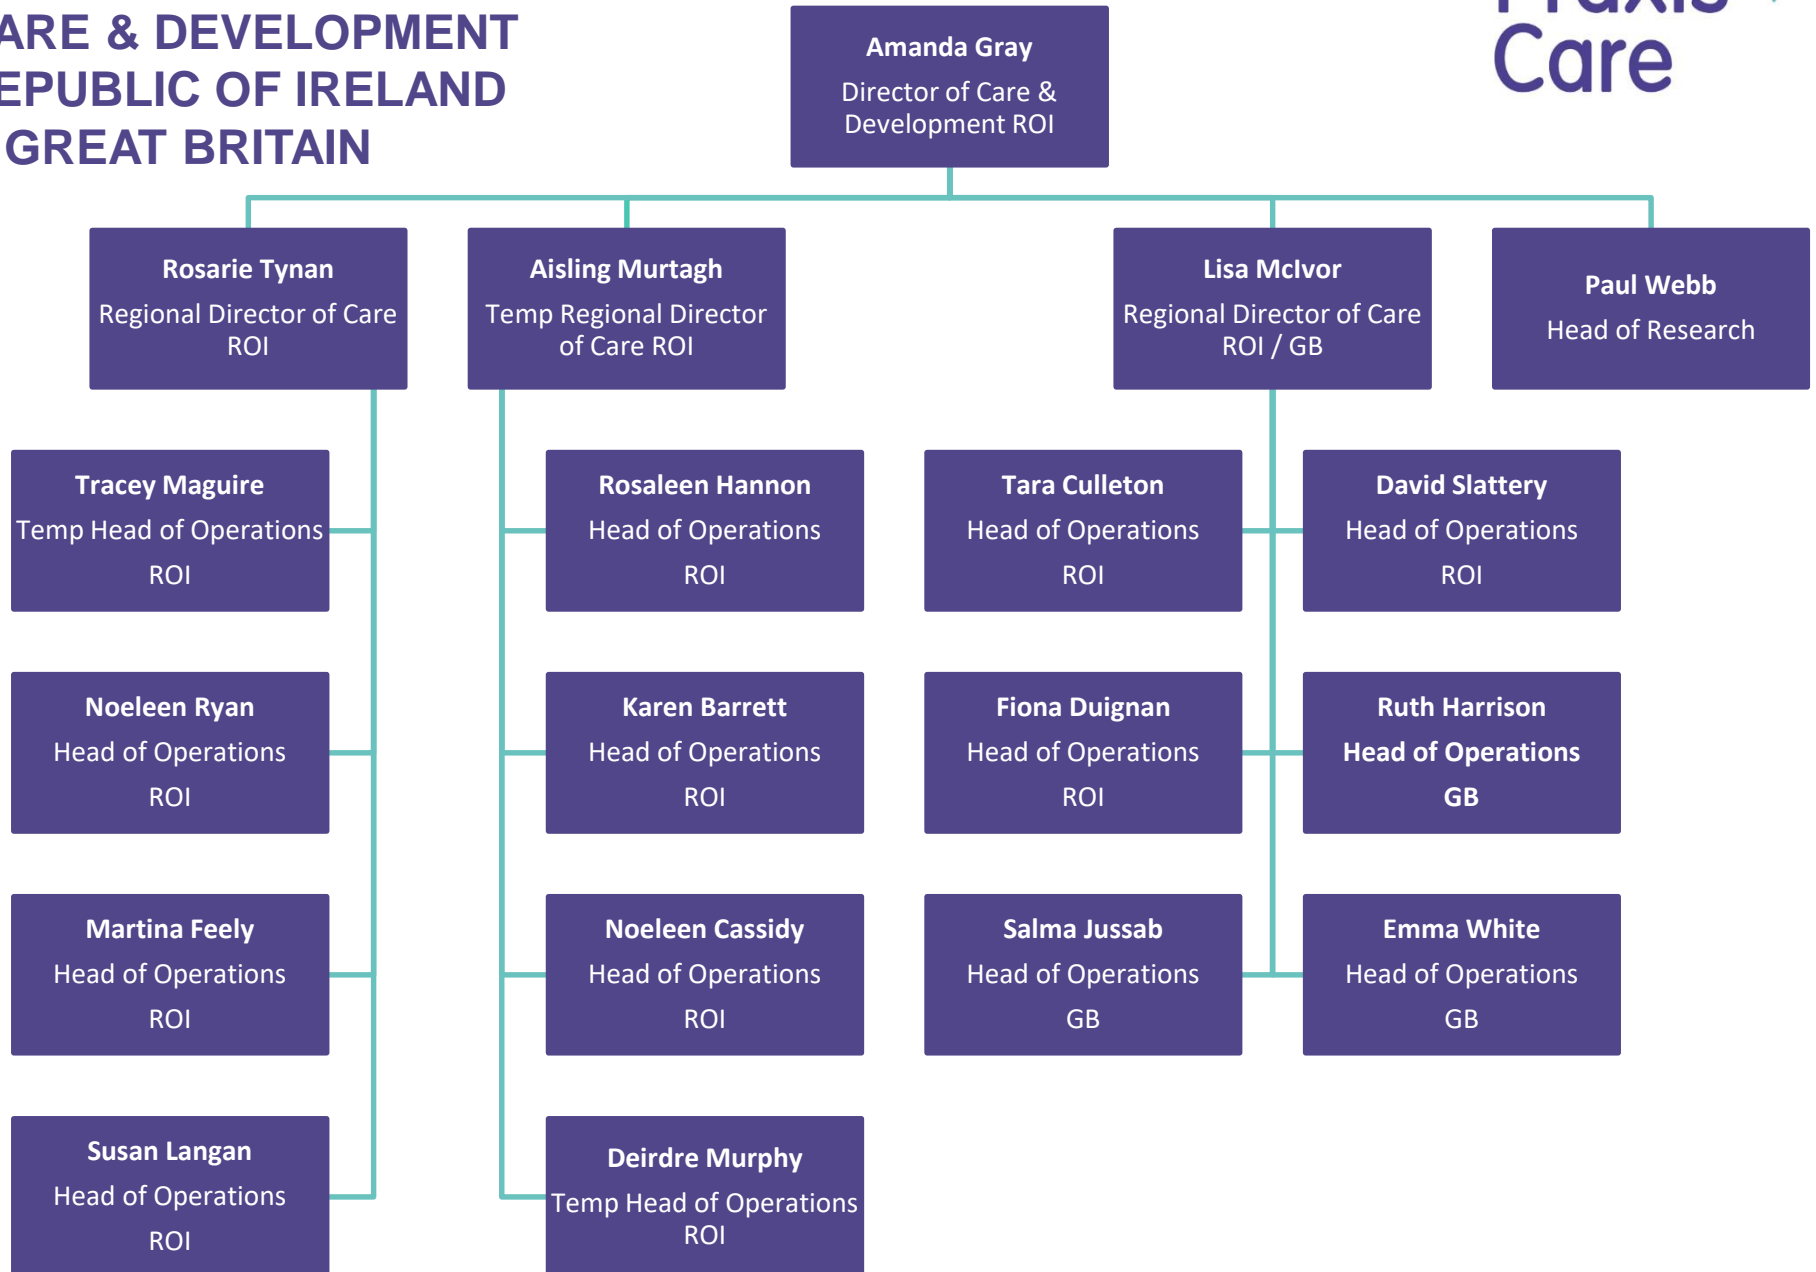 ARE & DEVELOPMENT
EPUBLIC OF IRELAND
GREAT BRITAIN
Care
Amanda Gray
Director of Care &
Development ROI
Rosarie Tynan
Regional Director of Care
ROI
Aisling Murtagh
Temp Regional Director
of Care ROI
Lisa McIvor
Regional Director of Care
ROI / GB
Paul Webb
Head of Research
Tracey Maguire
Temp Head of Operations
ROI
Rosaleen Hannon
Head of Operations
ROI
Tara Culleton
Head of Operations
ROI
David Slattery
Head of Operations
ROI
Noeleen Ryan
Head of Operations
ROI
Karen Barrett
Head of Operations
ROI
Fiona Duignan
Head of Operations
ROI
Ruth Harrison
Head of Operations
GB
Martina Feely
Head of Operations
ROI
Noeleen Cassidy
Head of Operations
ROI
Salma Jussab
Head of Operations
GB
Emma White
Head of Operations
GB
Susan Langan
Head of Operations
ROI
Deirdre Murphy
Temp Head of Operations
ROI